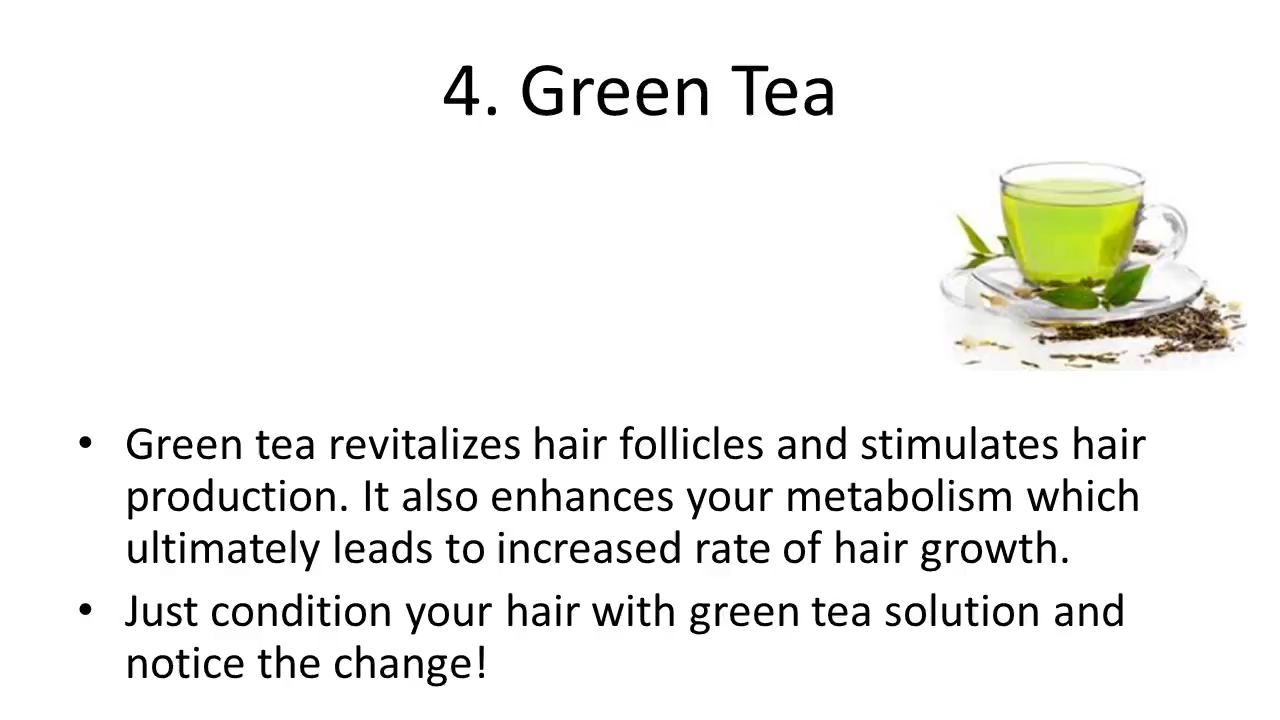 4. Green Tea
• Green tea revitalizes hair follicles and stimulates hair
production. It also enhances your metabolism which
ultimately leads to increased rate of hair growth.
• Just condition your hair with green tea solution and
notice the change!